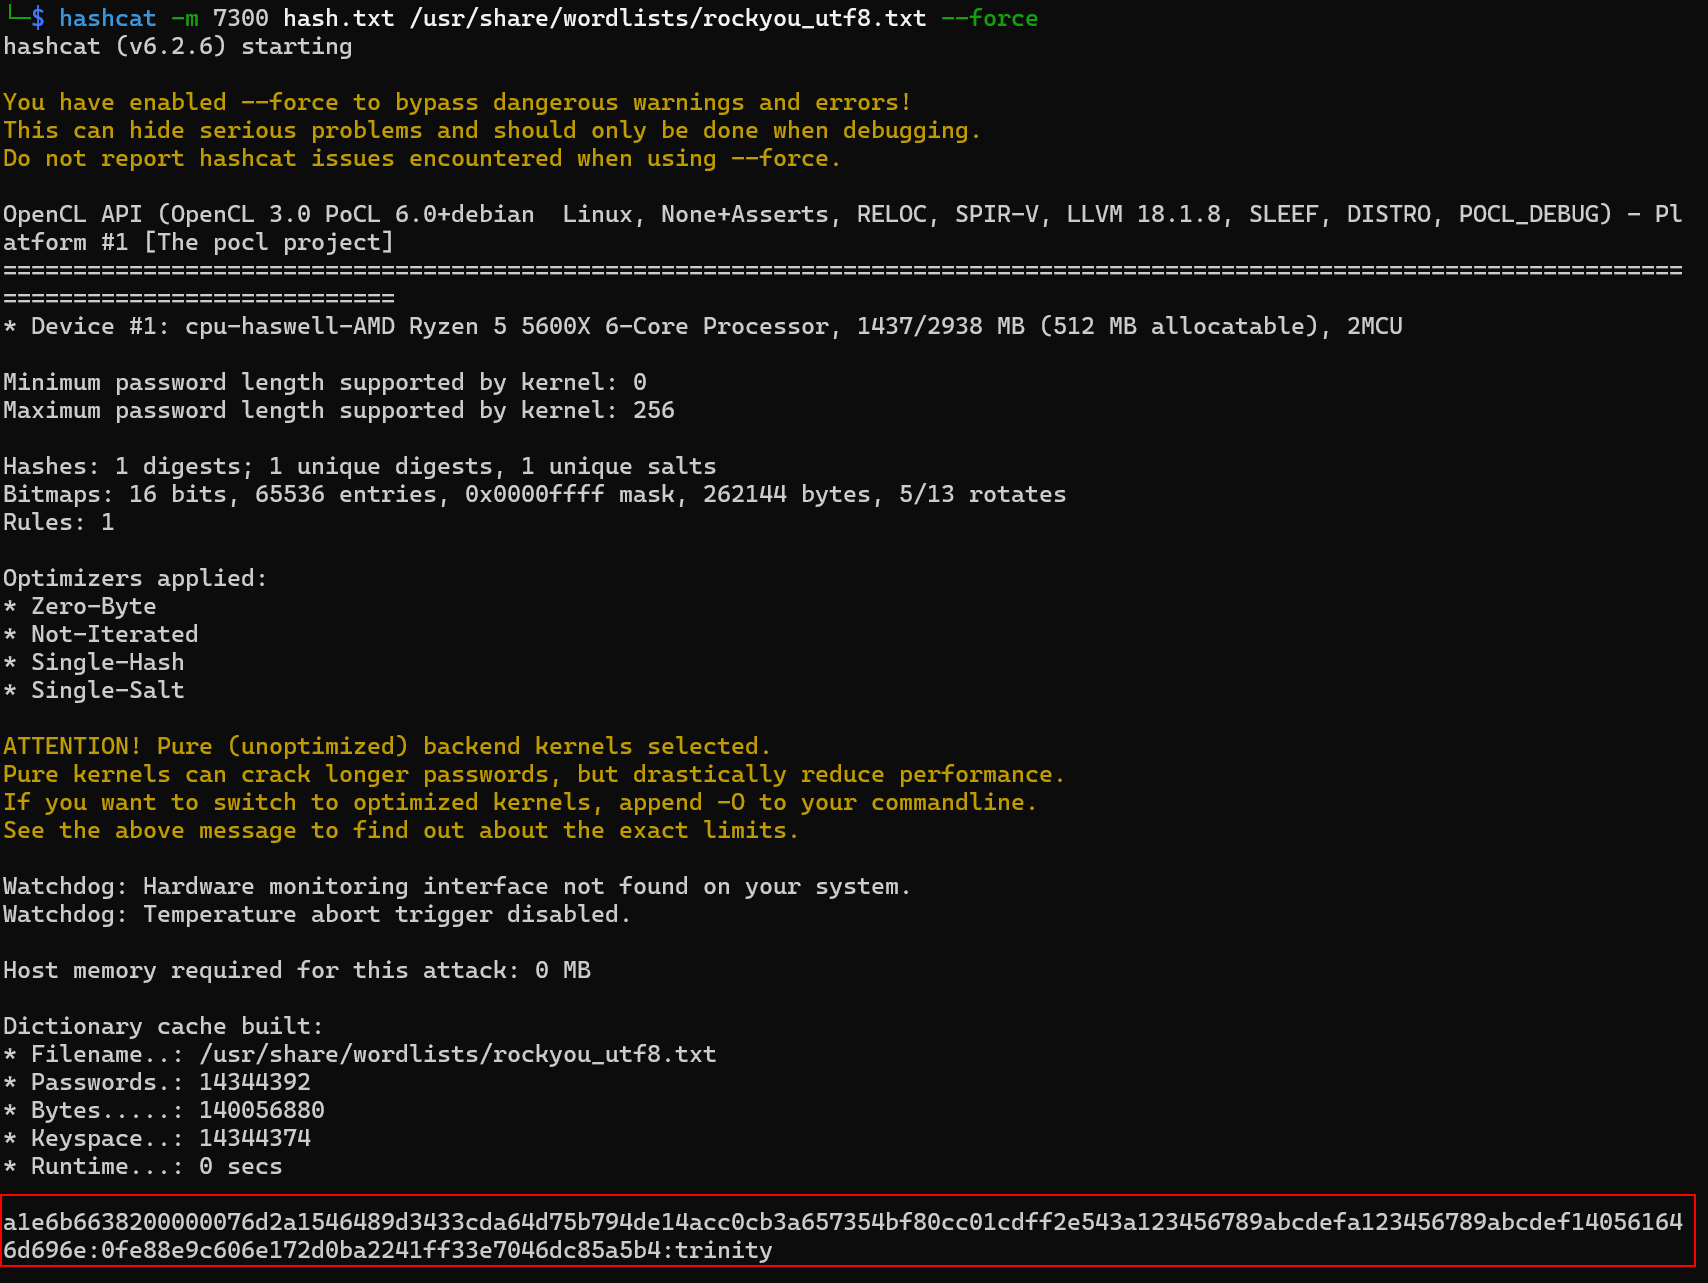 └─$ hashcat -m 7300 hash.txt /usr/share/wordlists/rockyou_utf8.txt --force
hashcat (v6.2.6) starting

You have enabled --force to bypass dangerous warnings and errors!
This can hide serious problems and should only be done when debugging.
Do not report hashcat issues encountered when using --force.

OpenCL API (OpenCL 3.0 PoCL 6.0+debian  Linux, None+Asserts, RELOC, SPIR-V, LLVM 18.1.8, SLEEF, DISTRO, POCL_DEBUG) - Pl
atform #1 [The pocl project]
========================================================================================================================
============================
* Device #1: cpu-haswell-AMD Ryzen 5 5600X 6-Core Processor, 1437/2938 MB (512 MB allocatable), 2MCU

Minimum password length supported by kernel: 0
Maximum password length supported by kernel: 256

Hashes: 1 digests; 1 unique digests, 1 unique salts
Bitmaps: 16 bits, 65536 entries, 0x0000ffff mask, 262144 bytes, 5/13 rotates
Rules: 1

Optimizers applied:
* Zero-Byte
* Not-Iterated
* Single-Hash
* Single-Salt

ATTENTION! Pure (unoptimized) backend kernels selected.
Pure kernels can crack longer passwords, but drastically reduce performance.
If you want to switch to optimized kernels, append -O to your commandline.
See the above message to find out about the exact limits.

Watchdog: Hardware monitoring interface not found on your system.
Watchdog: Temperature abort trigger disabled.

Host memory required for this attack: 0 MB

Dictionary cache built:
* Filename..: /usr/share/wordlists/rockyou_utf8.txt
* Passwords.: 14344392
* Bytes.....: 140056880
* Keyspace..: 14344374
* Runtime...: 0 secs

a1e6b6638200000076d2a1546489d3433cda64d75b794de14acc0cb3a657354bf80cc01cdff2e543a123456789abcdefa123456789abcdef14056164
6d696e:0fe88e9c606e172d0ba2241ff33e7046dc85a5b4:trinity